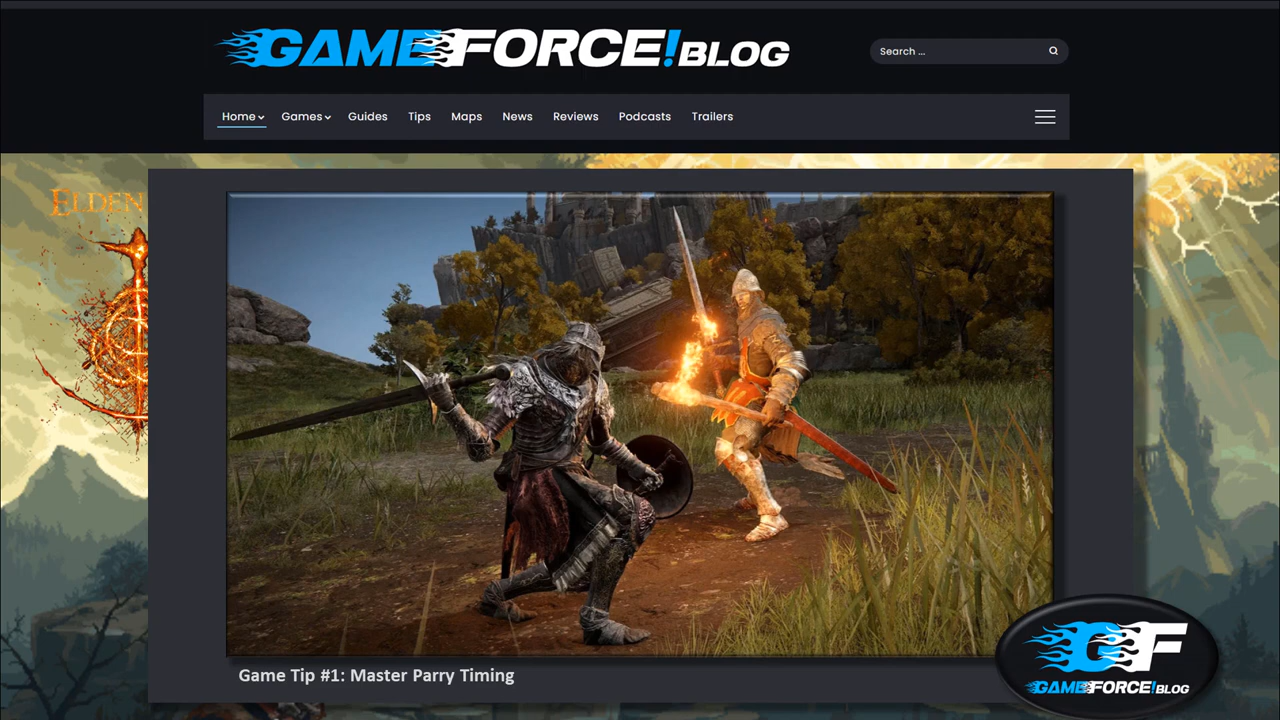 GAMEFORCE!BLOG
Search ...
Home Games Guides Tips Maps News Reviews Podcasts Trailers
ELDEN
Game Tip #1: Master Parry Timing
GF
GAMEFORCE!BLOG